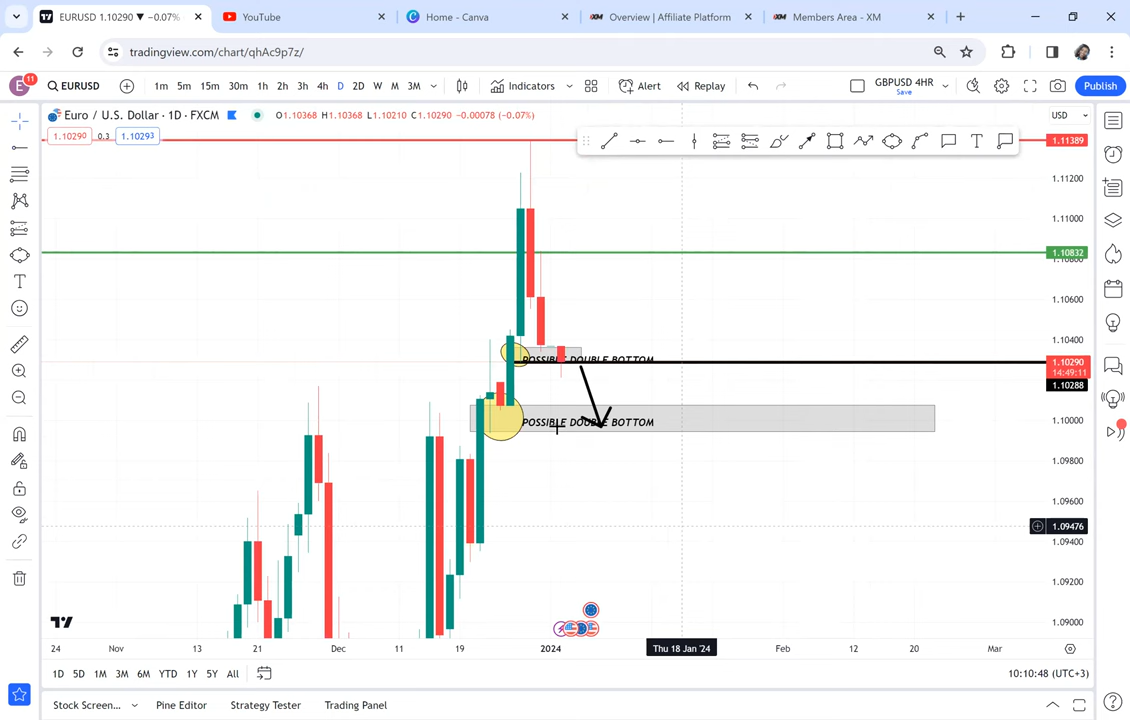 EURUSD 1.10290 ▼ −0.07%
YouTube
Home - Canva
XM Overview | Affiliate Platform
XM Members Area - XM
tradingview.com/chart/qhAc9p7z/
E 11 EURUSD 1m 5m 15m 30m 1h 2h 3h 4h D 2D W M 3M Indicators Alert Replay GBPUSD 4HR Save Publish
Euro / U.S. Dollar · 1D · FXCM O1.10368 H1.10368 L1.10210 C1.10290 −0.00078 (−0.07%) USD
1.10290 0.3 1.10293
1.11389
1.11200
1.11000
1.10832
1.10800
1.10600
1.10400
POSSIBLE DOUBLE BOTTOM
1.10290
14:49:11
1.10288
POSSIBLE DOUBLE BOTTOM
1.10000
1.09800
1.09600
1.09476
1.09400
1.09200
1.09000
24 Nov 13 21 Dec 11 19 2024 Thu 18 Jan '24 Feb 12 20 Mar
1D 5D 1M 3M 6M YTD 1Y 5Y All 10:10:48 (UTC+3)
Stock Screen... Pine Editor Strategy Tester Trading Panel